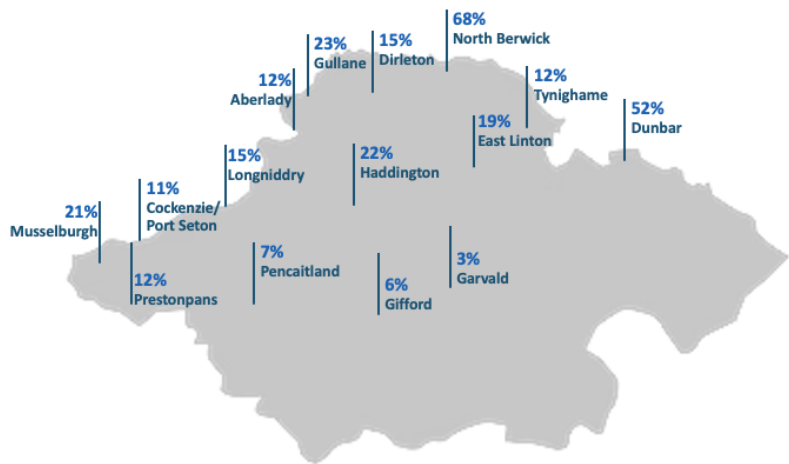 68%
North Berwick
23%
Gullane
15%
Dirleton
12%
Aberlady
12%
Tynighame
52%
Dunbar
19%
East Linton
15%
Longniddry
22%
Haddington
11%
Cockenzie/
Port Seton
21%
Musselburgh
7%
Pencaitland
3%
Garvald
12%
Prestonpans
6%
Gifford